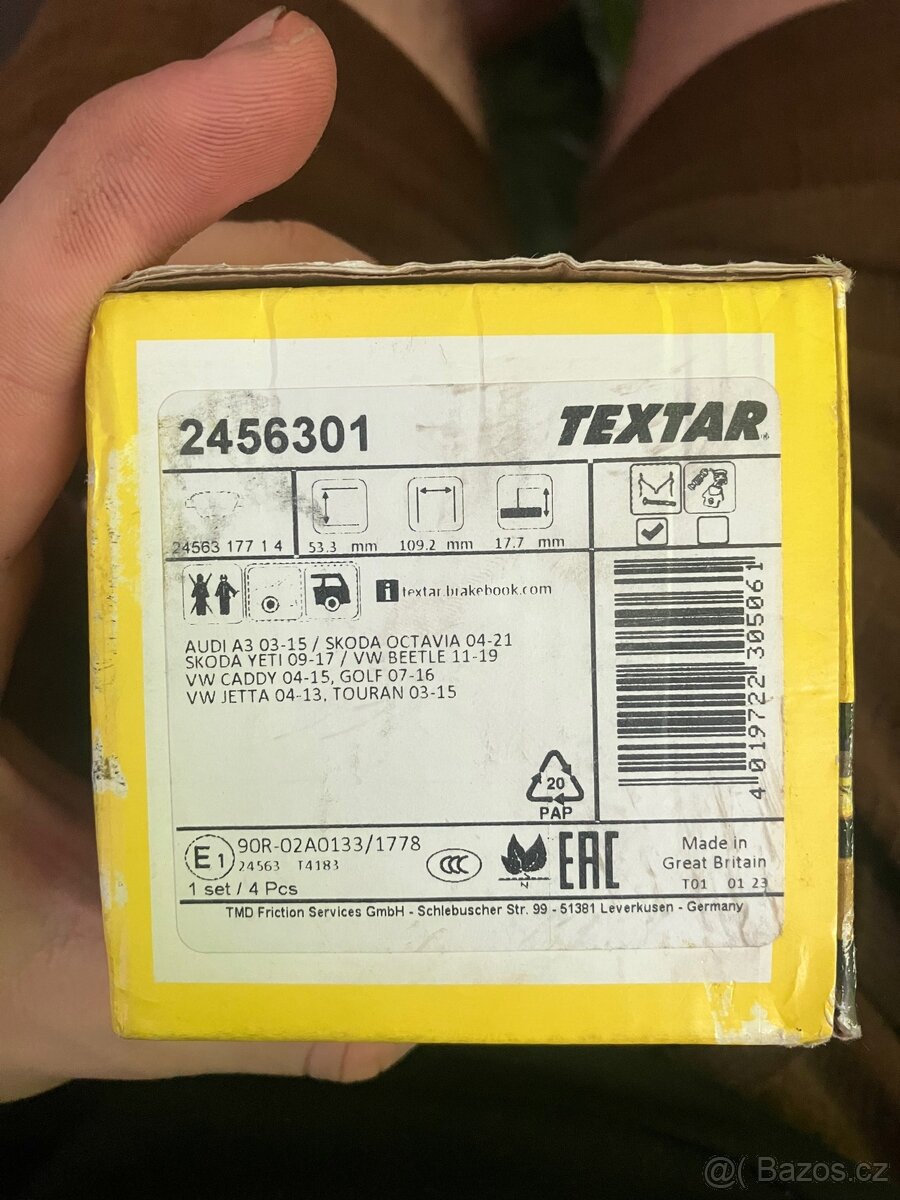 2456301
TEXTAR
24563 177 1 4
53.3 mm
109.2 mm
17.7 mm
i textar.brakebook.com
AUDI A3 03-15 / SKODA OCTAVIA 04-21
SKODA YETI 09-17 / VW BEETLE 11-19
VW CADDY 04-15, GOLF 07-16
VW JETTA 04-13, TOURAN 03-15
4 019722 305061
20
PAP
E1 90R-02A0133/1778
24563 T4183
1 set / 4 Pcs
CCC
N
EAC
Made in
Great Britain
T01 01 23
TMD Friction Services GmbH - Schlebuscher Str. 99 - 51381 Leverkusen - Germany
@( Bazos.cz